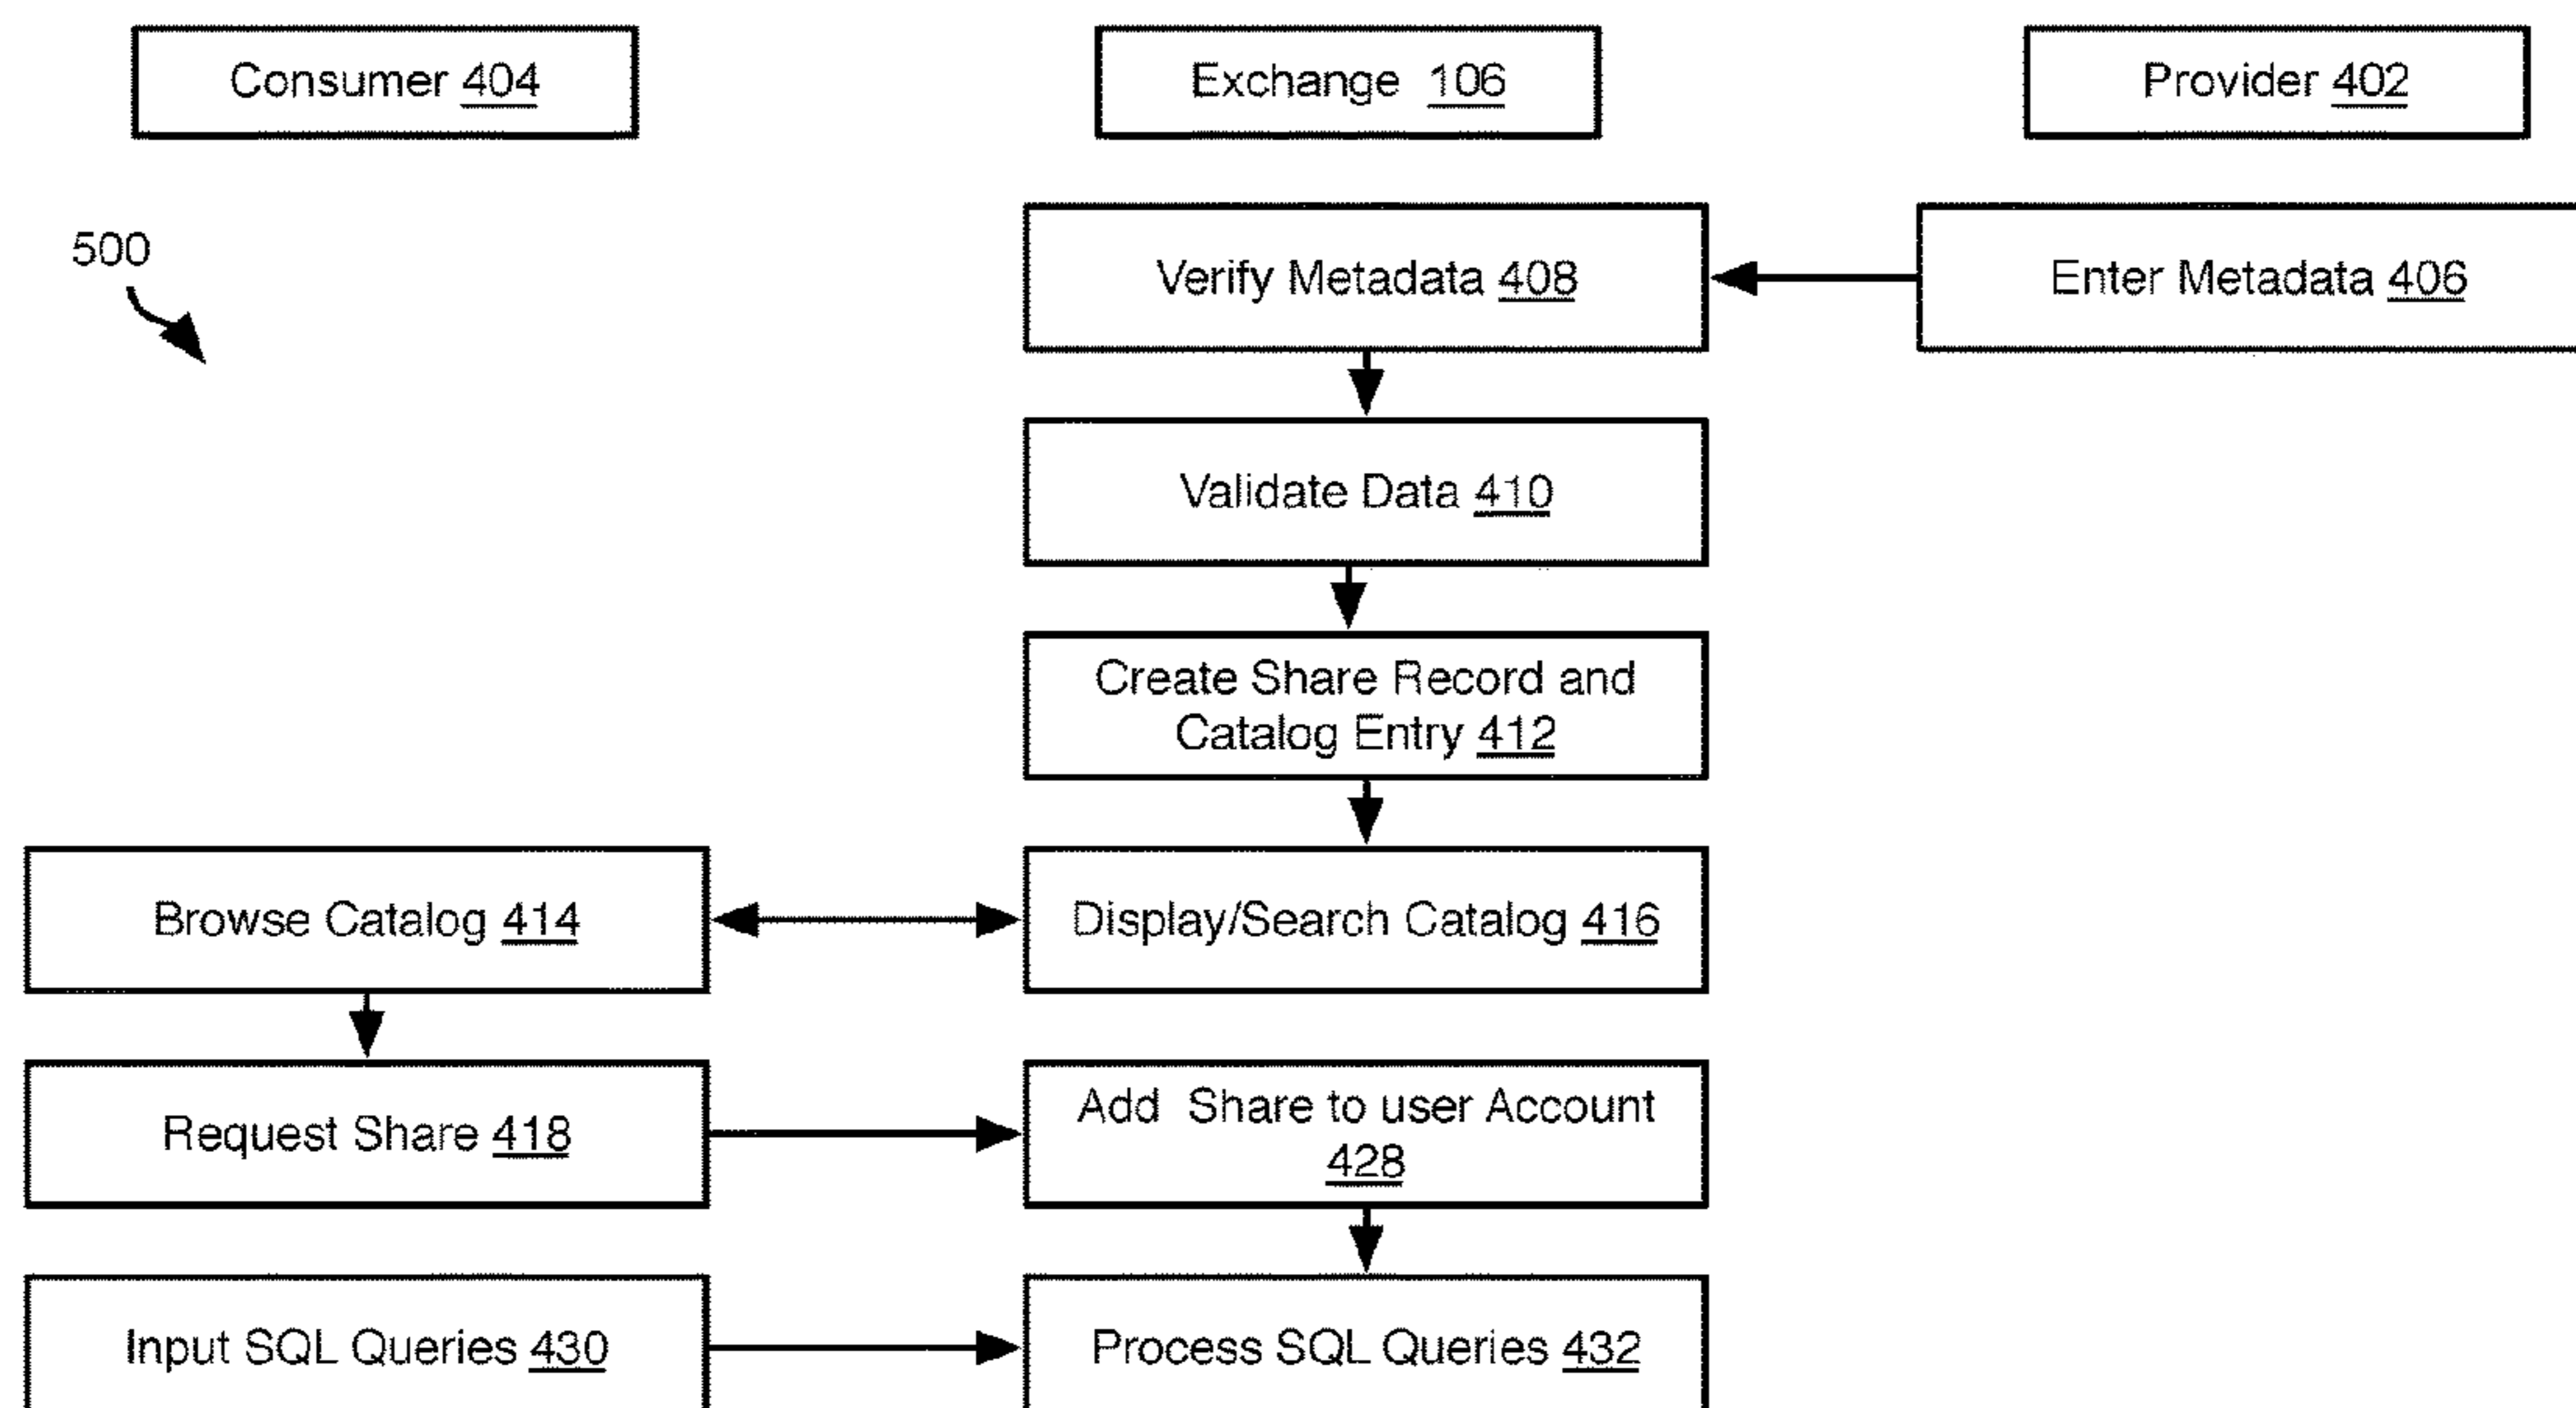 Consumer 404
Exchange 106
Provider 402
500
Verify Metadata 408
Enter Metadata 406
Validate Data 410
Create Share Record and
Catalog Entry 412
Browse Catalog 414
Display/Search Catalog 416
Request Share 418
Add Share to user Account
428
Input SQL Queries 430
Process SQL Queries 432